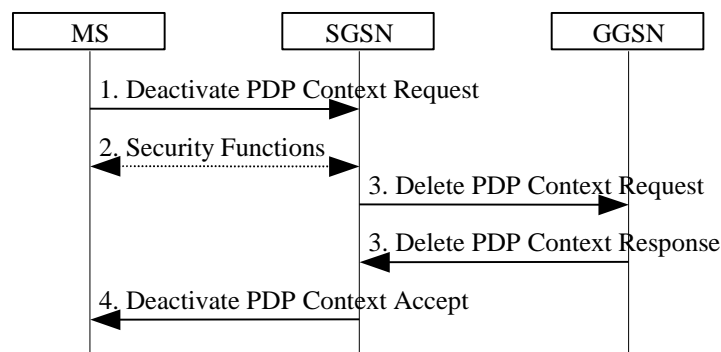 MS
SGSN
GGSN
1. Deactivate PDP Context Request
2. Security Functions
3. Delete PDP Context Request
3. Delete PDP Context Response
4. Deactivate PDP Context Accept